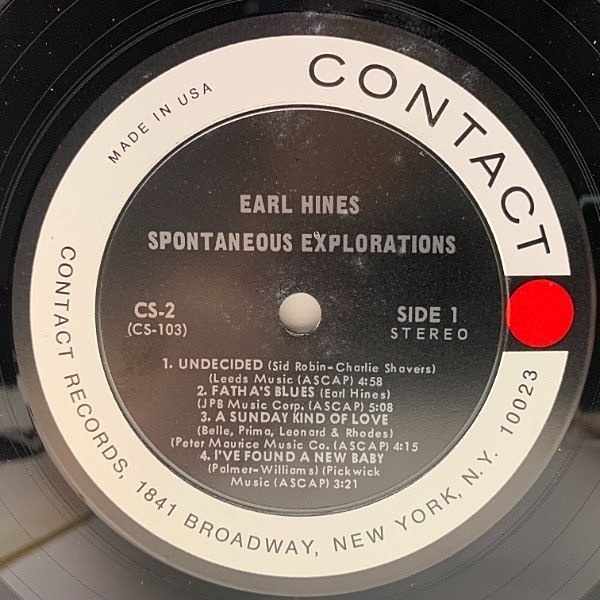 CONTACT
MADE IN USA
EARL HINES
SPONTANEOUS EXPLORATIONS
CS-2
(CS-103)
SIDE 1
STEREO
1. UNDECIDED (Sid Robin-Charlie Shavers)
(Leeds Music (ASCAP) 4:58
2. FATHA'S BLUES (Earl Hines)
(JPB Music Corp. (ASCAP) 5:08
3. A SUNDAY KIND OF LOVE
(Belle, Prima, Leonard & Rhodes)
(Peter Maurice Music Co. (ASCAP) 4:15
4. I'VE FOUND A NEW BABY
(Palmer-Williams) (Pickwick
Music (ASCAP) 3:21
CONTACT RECORDS, 1841 BROADWAY, NEW YORK, N.Y. 10023